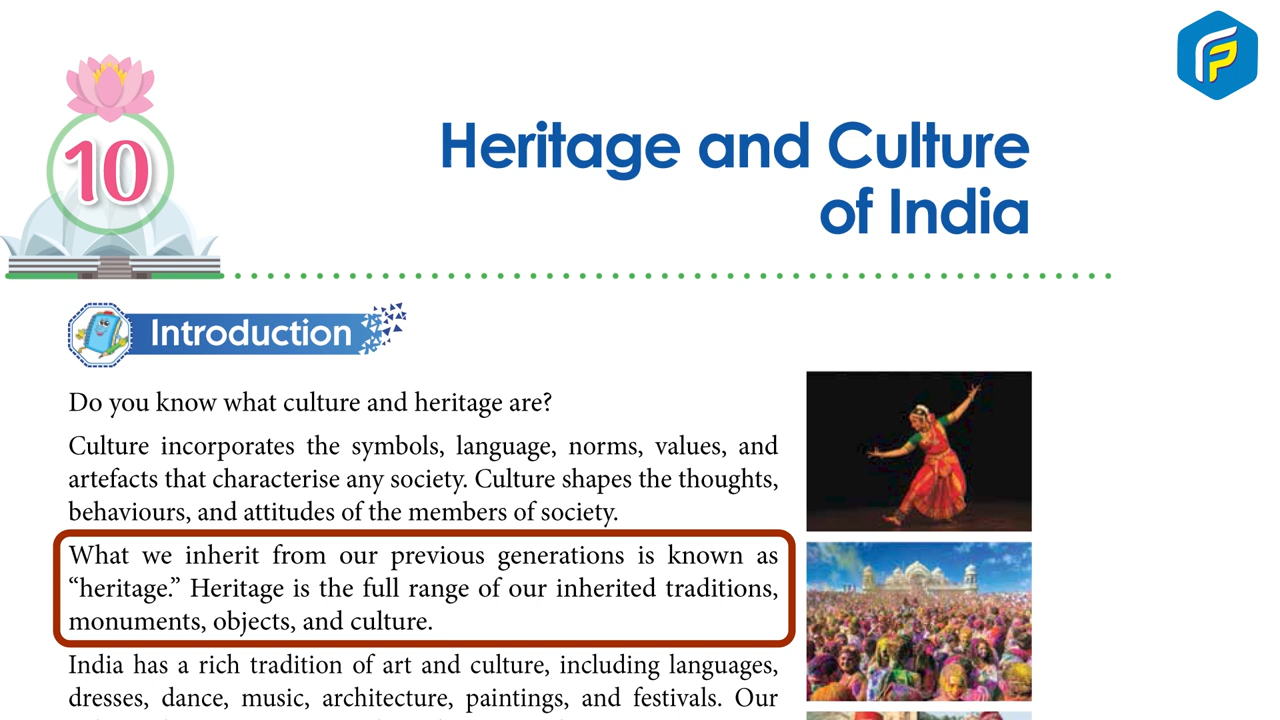 10
Heritage and Culture
of India
Introduction
Do you know what culture and heritage are?
Culture incorporates the symbols, language, norms, values, and
artefacts that characterise any society. Culture shapes the thoughts,
behaviours, and attitudes of the members of society.
What we inherit from our previous generations is known as
“heritage.” Heritage is the full range of our inherited traditions,
monuments, objects, and culture.
India has a rich tradition of art and culture, including languages,
dresses, dance, music, architecture, paintings, and festivals. Our